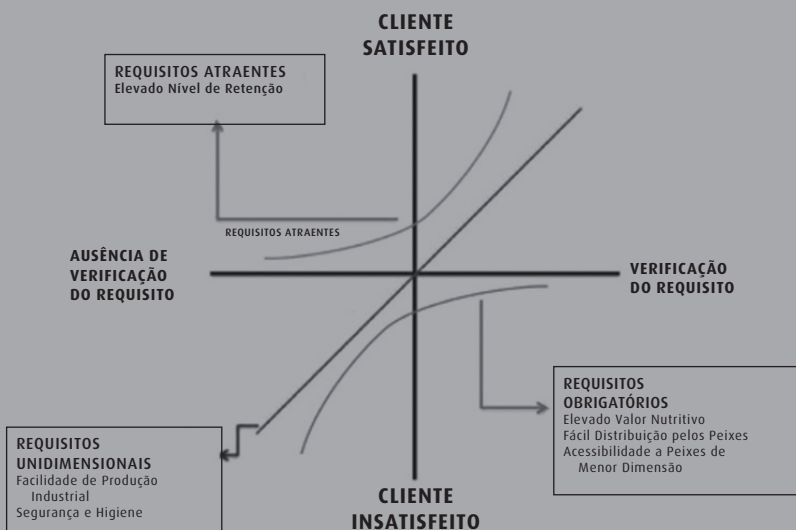 CLIENTE
SATISFEITO
REQUISITOS ATRAENTES
Elevado Nível de Retenção
REQUISITOS ATRAENTES
AUSÊNCIA DE
VERIFICAÇÃO
DO REQUISITO
VERIFICAÇÃO
DO REQUISITO
REQUISITOS
OBRIGATÓRIOS
Elevado Valor Nutritivo
Fácil Distribuição pelos Peixes
Acessibilidade a Peixes de
Menor Dimensão
REQUISITOS
UNIDIMENSIONAIS
Facilidade de Produção
Industrial
Segurança e Higiene
CLIENTE
INSATISFEITO